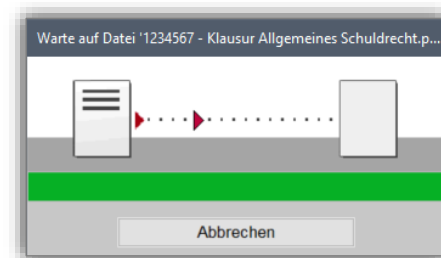 Warte auf Datei '1234567 - Klausur Allgemeines Schuldrecht.p...
Abbrechen